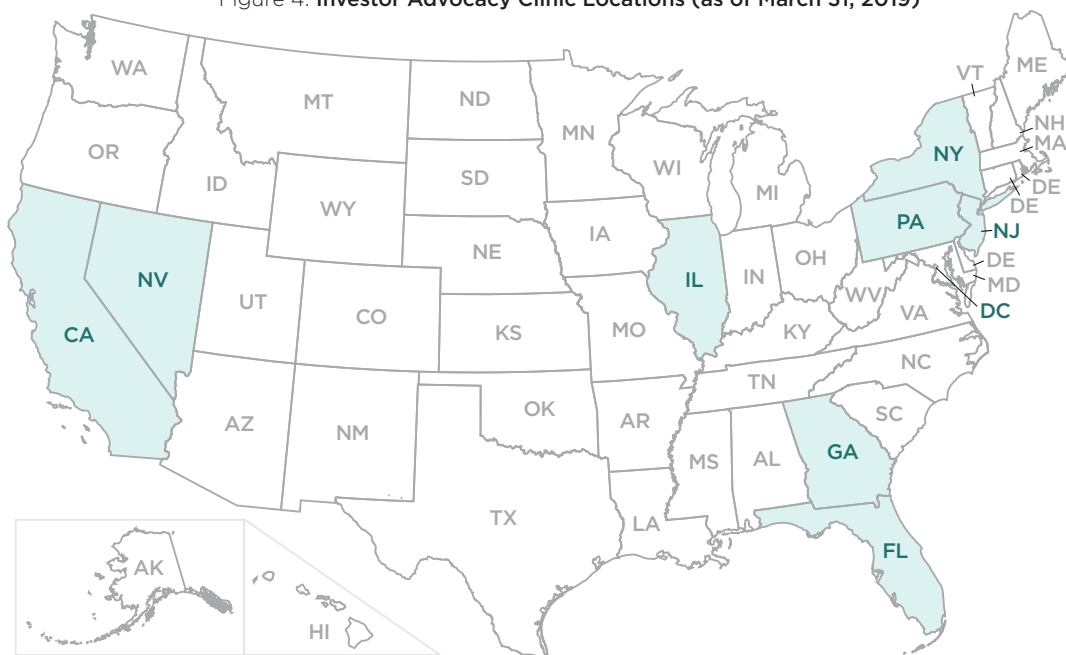 Figure 4. Investor Advocacy Clinic Locations (as of March 31, 2019)
WA
MT
ND
MN
VT
ME
OR
ID
SD
WI
MI
NY
NH
MA
WY
IA
NE
PA
DE
DE
NJ
NV
UT
CO
IL
IN
OH
DE
MD
DC
CA
KS
MO
WV
VA
KY
AZ
NM
OK
AR
TN
NC
SC
MS
AL
GA
TX
LA
FL
AK
HI